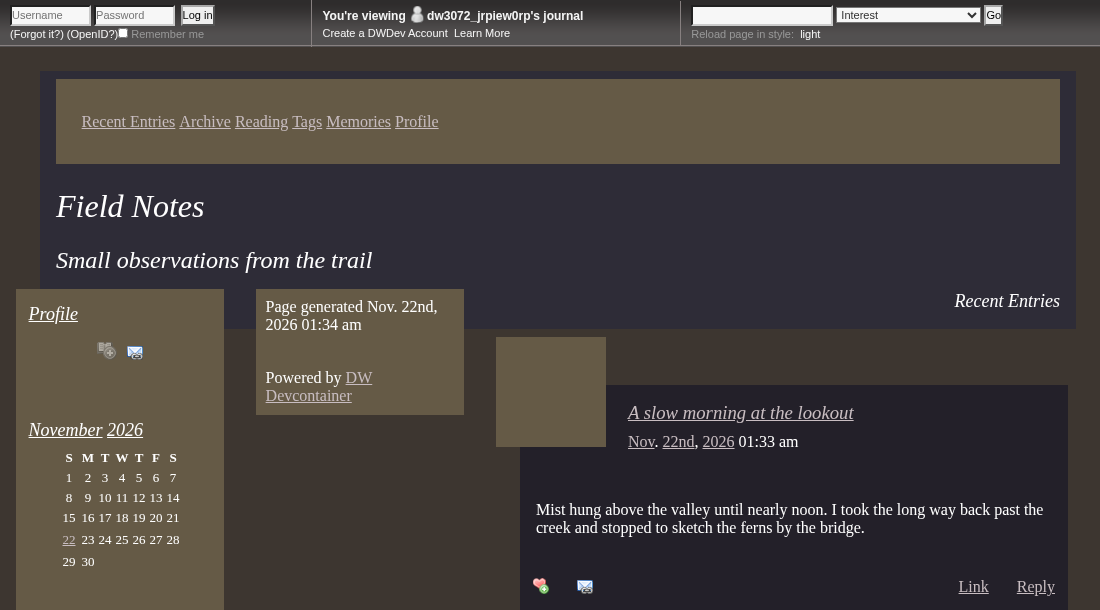 Username Password Log in
(Forgot it?) (OpenID?) Remember me
You're viewing dw3072_jrpiew0rp's journal
Create a DWDev Account Learn More
Interest Go
Reload page in style: light
Recent Entries Archive Reading Tags Memories Profile
Field Notes
Small observations from the trail
Recent Entries
Profile
November 2026
S M T W T F S
1 2 3 4 5 6 7
8 9 10 11 12 13 14
15 16 17 18 19 20 21
22 23 24 25 26 27 28
29 30
Page generated Nov. 22nd,
2026 01:34 am
Powered by DW
Devcontainer
A slow morning at the lookout
Nov. 22nd, 2026 01:33 am
Mist hung above the valley until nearly noon. I took the long way back past the
creek and stopped to sketch the ferns by the bridge.
Link Reply